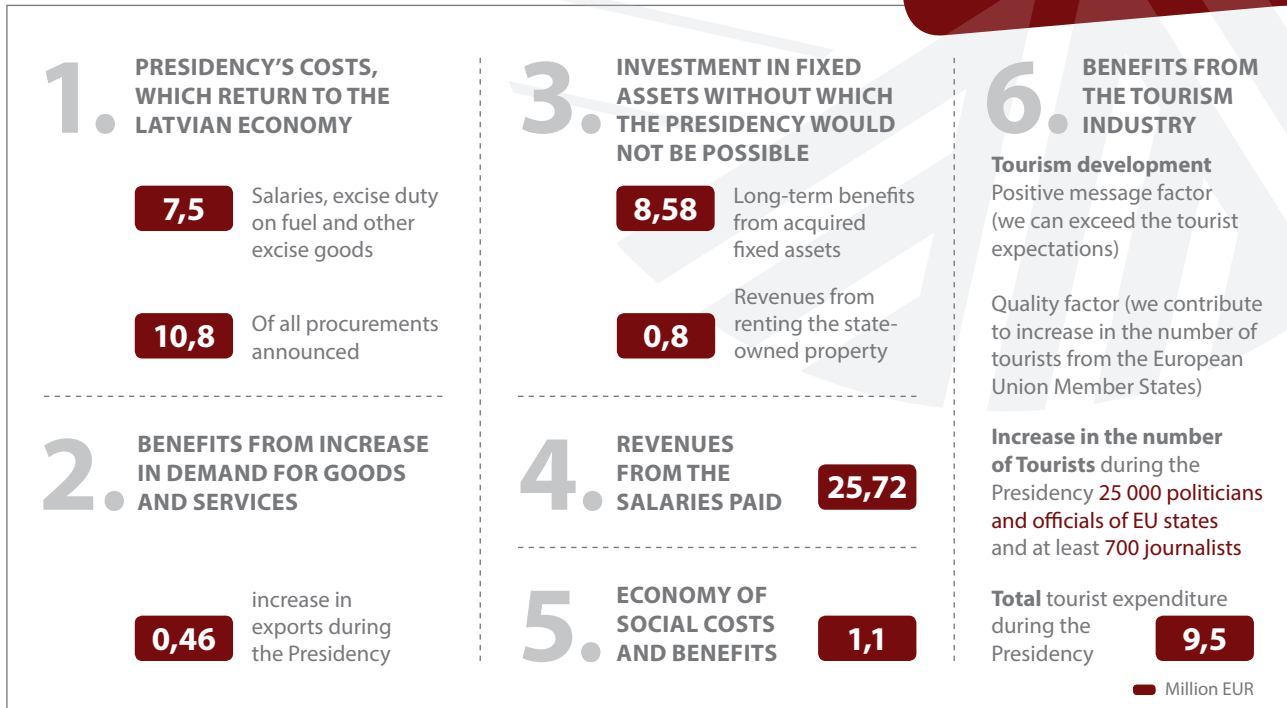 1.
PRESIDENCY'S COSTS,
WHICH RETURN TO THE
LATVIAN ECONOMY
7,5
Salaries, excise duty
on fuel and other
excise goods
10,8
Of all procurements
announced
2.
BENEFITS FROM INCREASE
IN DEMAND FOR GOODS
AND SERVICES
0,46
increase in
exports during
the Presidency
3.
INVESTMENT IN FIXED
ASSETS WITHOUT WHICH
THE PRESIDENCY WOULD
NOT BE POSSIBLE
8,58
Long-term benefits
from acquired
fixed assets
0,8
Revenues from
renting the state-
owned property
4.
REVENUES
FROM THE
SALARIES PAID
25,72
5.
ECONOMY OF
SOCIAL COSTS
AND BENEFITS
1,1
6.
BENEFITS FROM
THE TOURISM
INDUSTRY
Tourism development
Positive message factor
(we can exceed the tourist
expectations)
Quality factor (we contribute
to increase in the number of
tourists from the European
Union Member States)
Increase in the number
of Tourists during the
Presidency 25 000 politicians
and officials of EU states
and at least 700 journalists
Total tourist expenditure
during the
Presidency
9,5
Million EUR